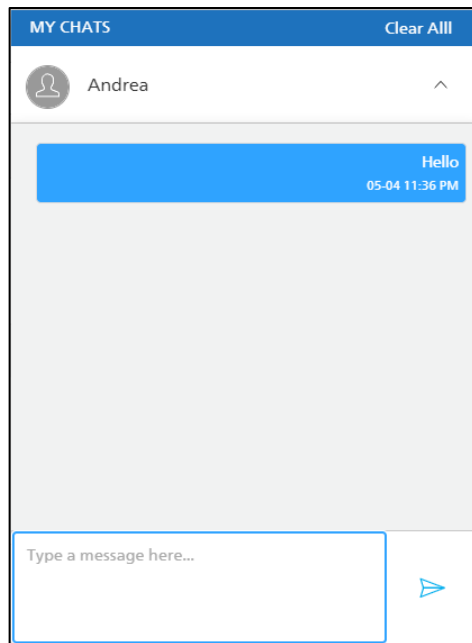 MY CHATS Clear Alll
Andrea
Hello
05-04 11:36 PM
Type a message here...